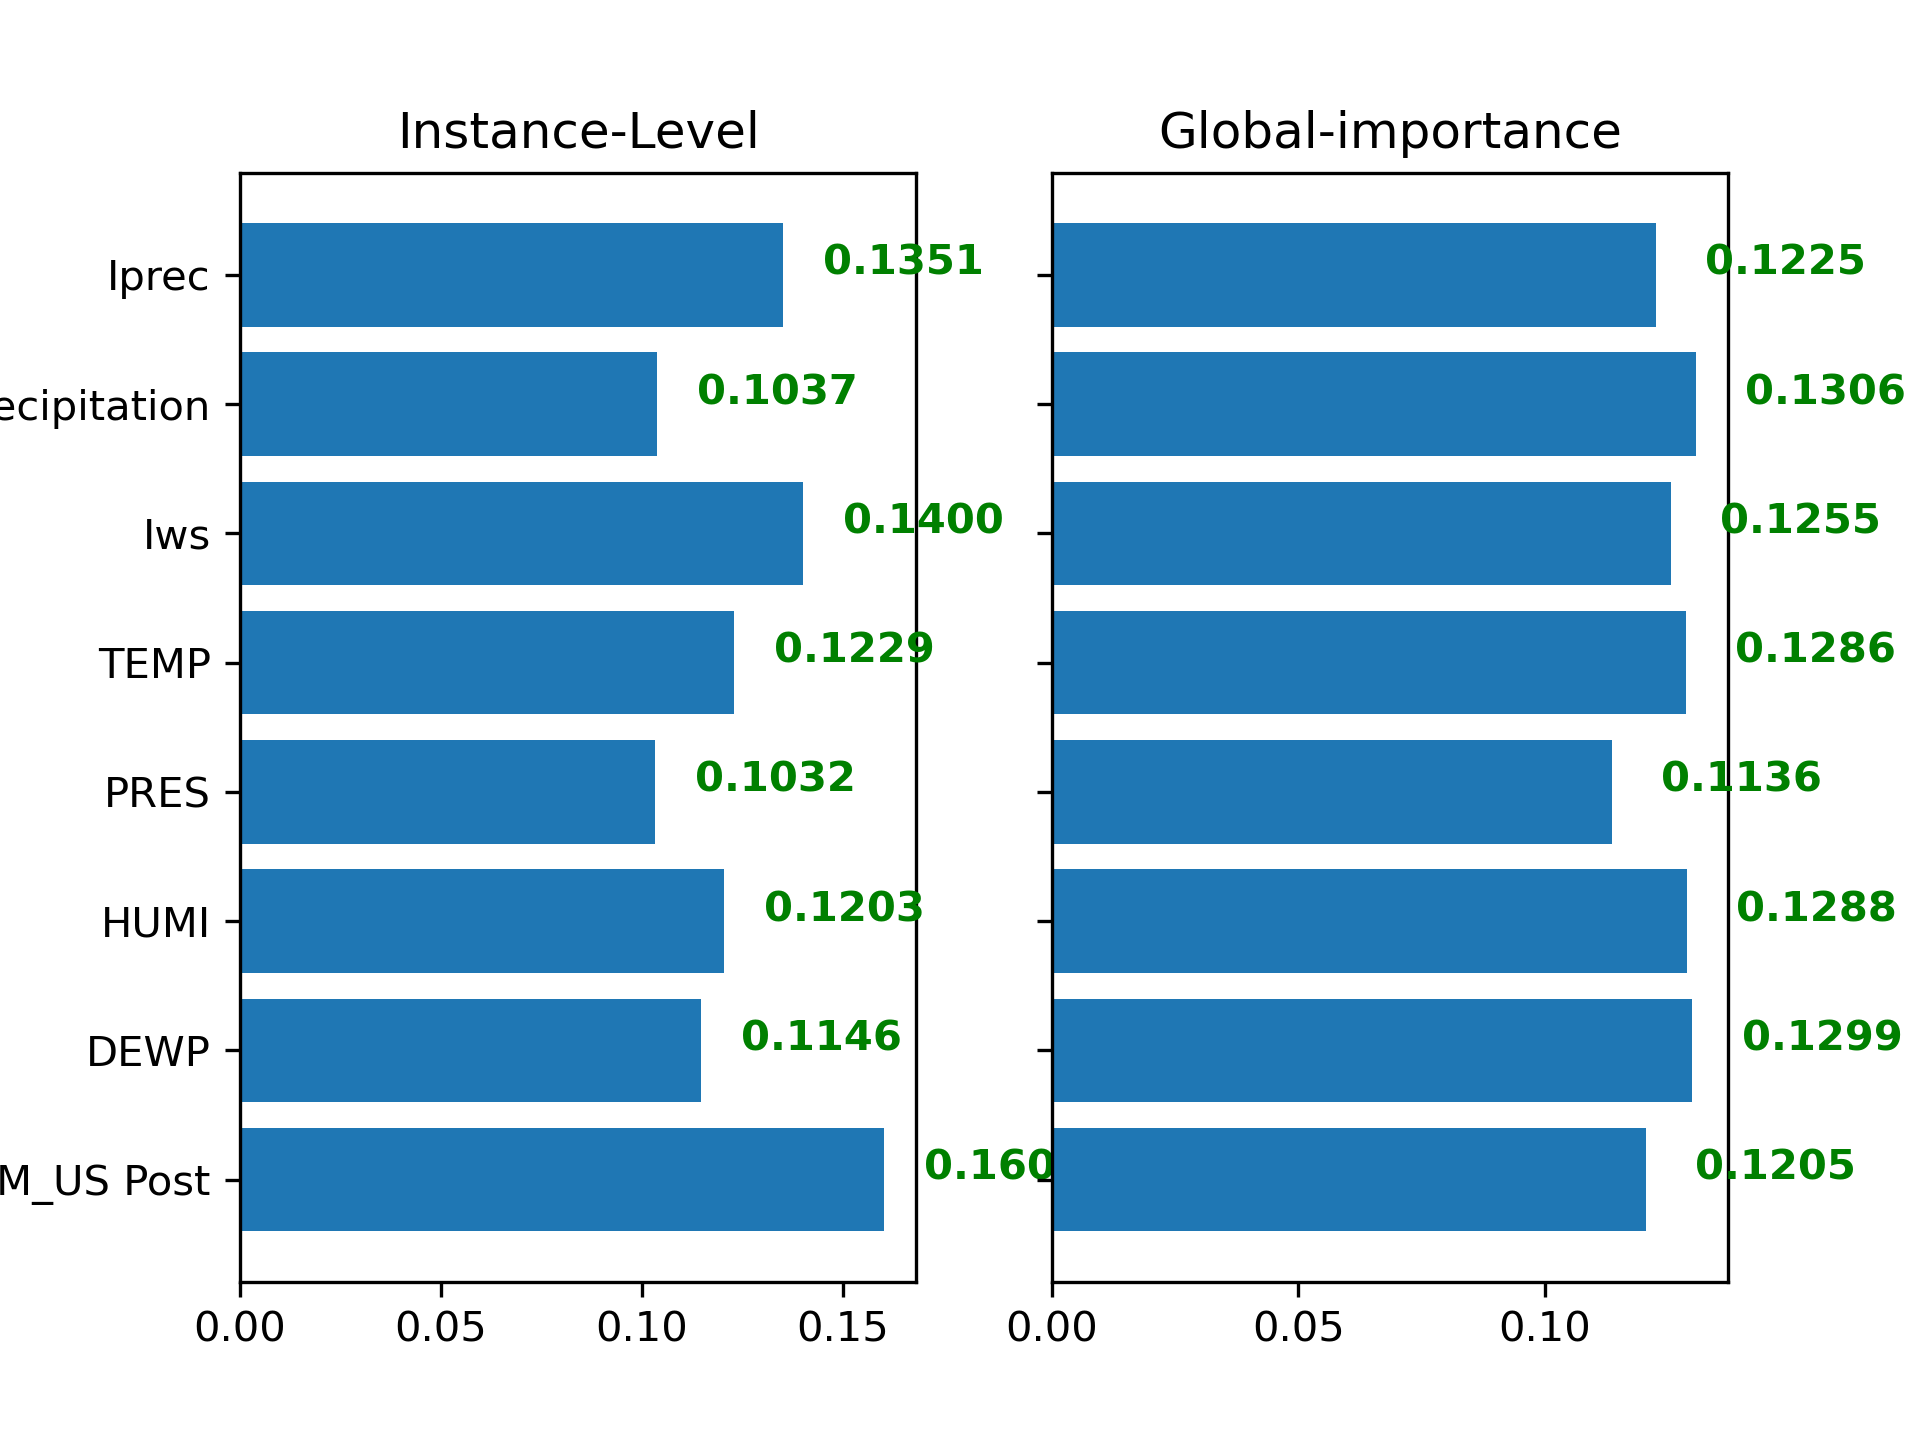 Instance-Level
Global-importance
Iprec 0.1351 0.1225
ecipitation 0.1037 0.1306
Iws 0.1400 0.1255
TEMP 0.1229 0.1286
PRES 0.1032 0.1136
HUMI 0.1203 0.1288
DEWP 0.1146 0.1299
M_US Post 0.160 0.1205
0.00 0.05 0.10 0.15
0.00 0.05 0.10